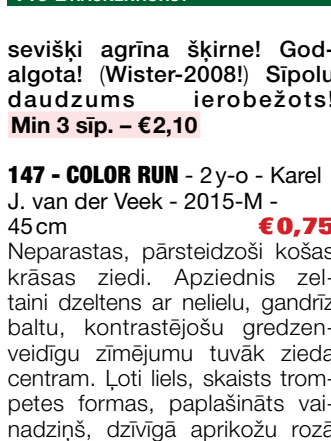 sevišķi agrīna šķirne! God-
algota! (Wister-2008!) Sīpolu
daudzums ierobežots!
Min 3 sīp. – €2,10
147 - COLOR RUN - 2 y-o - Karel
J. van der Veek - 2015-M -
45 cm €0,75
Neparastas, pārsteidzoši košas
krāsas ziedi. Apziednis zel-
taini dzeltens ar nelielu, gandrīz
baltu, kontrastējošu gredzen-
veidīgu zīmējumu tuvāk zieda
centram. Ļoti liels, skaists trom-
petes formas, paplašināts vai-
nadziņš, dzīvīgā aprikožu rozā